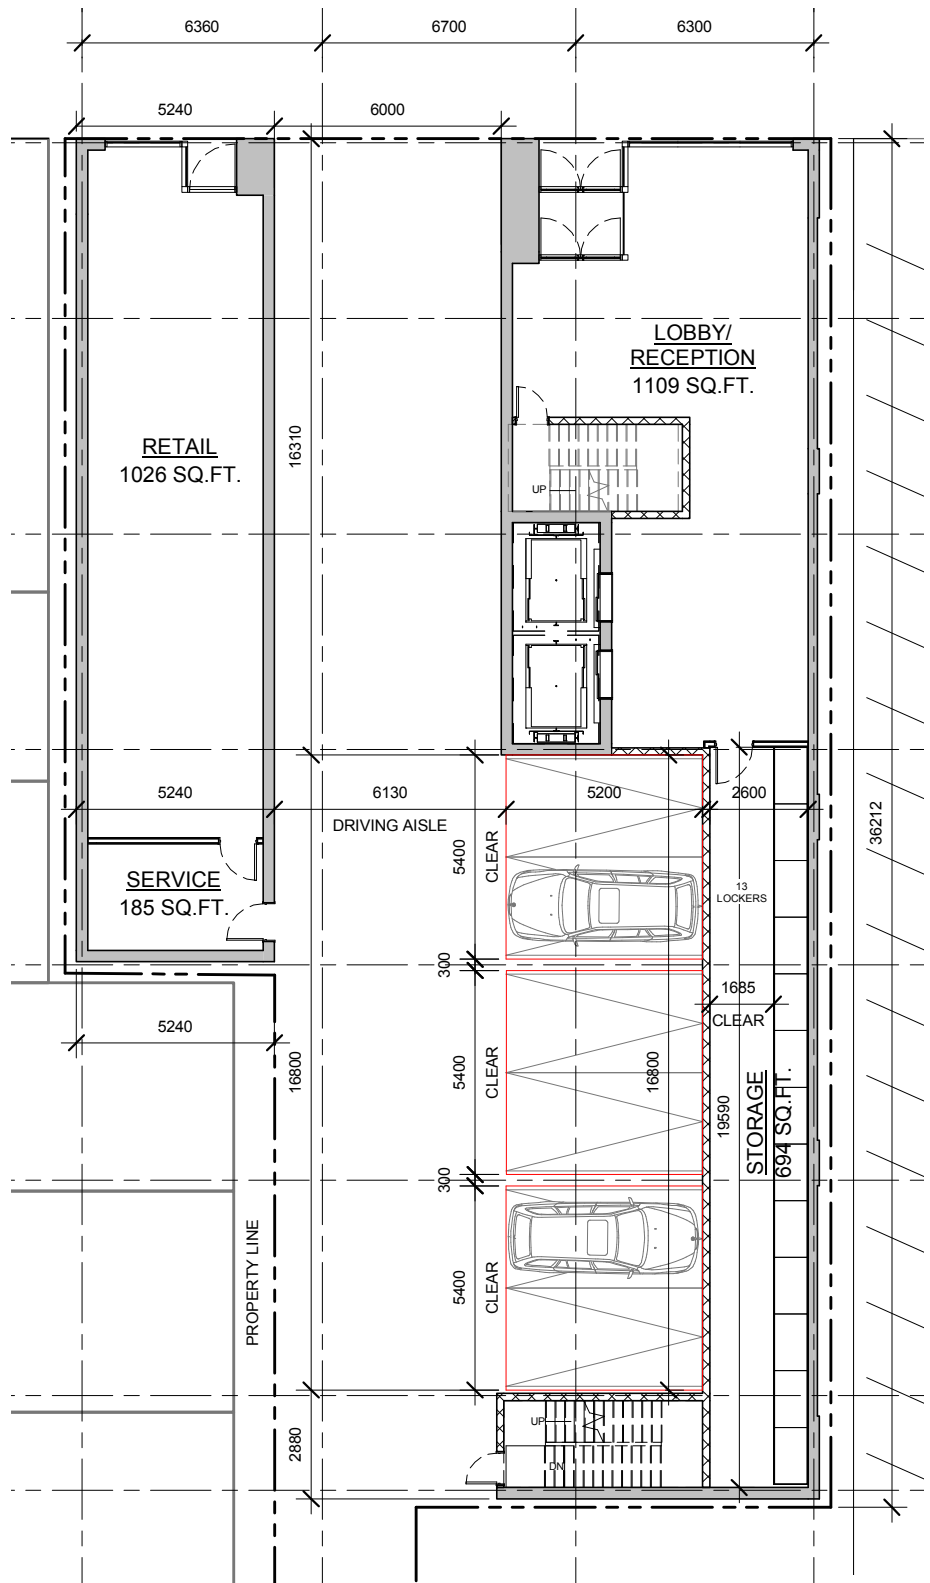 6360
6700
6300
5240
6000
LOBBY/
RECEPTION
1109 SQ.FT.
RETAIL
1026 SQ.FT.
16310
UP
5240
6130
5200
2600
DRIVING AISLE
36212
5400
CLEAR
SERVICE
185 SQ.FT.
13
LOCKERS
300
1685
CLEAR
5240
16800
5400
CLEAR
16800
19590
STORAGE
694 SQ.FT.
300
PROPERTY LINE
5400
CLEAR
2880
UP
DN